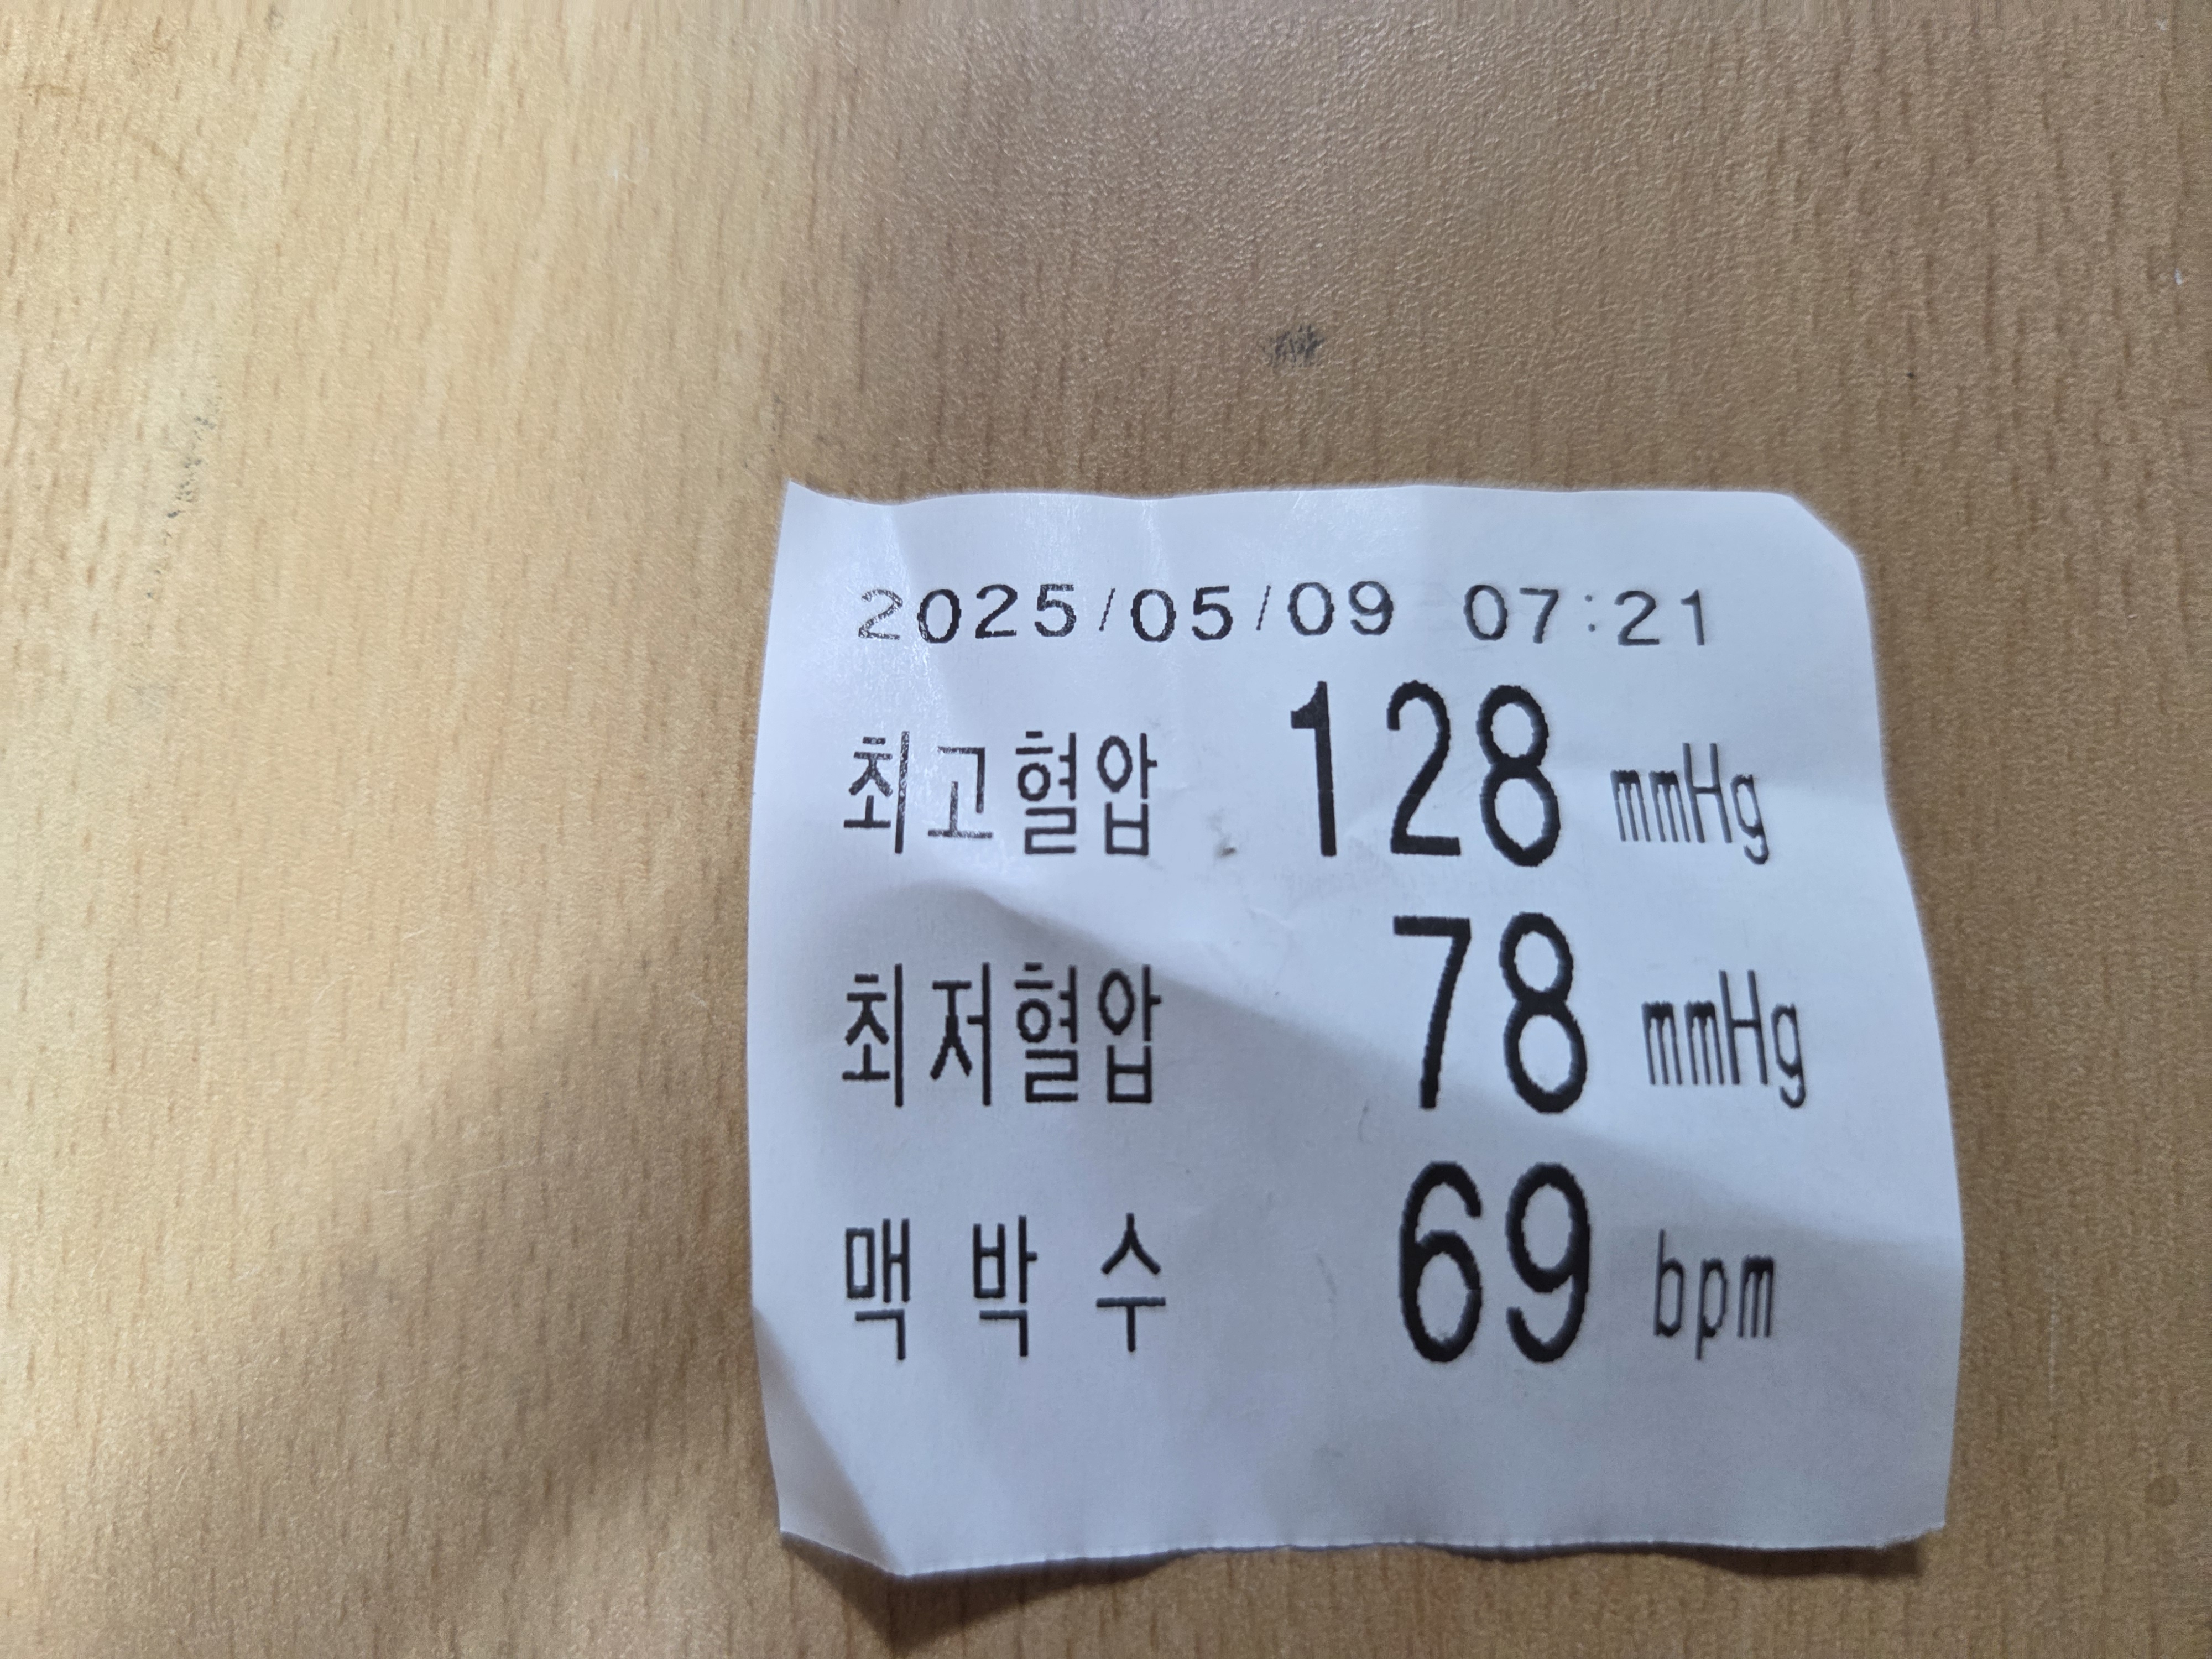 2025/05/09 07:21
최고혈압 128 mmHg
최저혈압 78 mmHg
맥 박 수 69 bpm